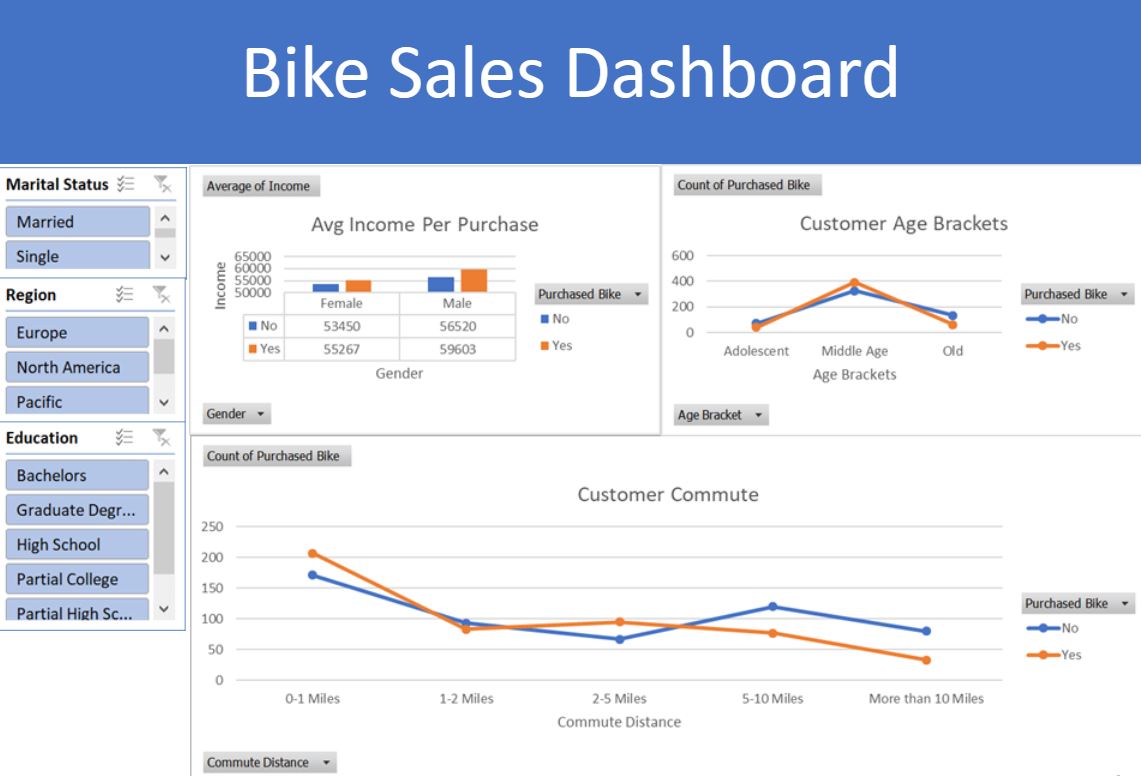 Bike Sales Dashboard
Marital Status
Married
Single
Region
Europe
North America
Pacific
Education
Bachelors
Graduate Degr...
High School
Partial College
Partial High Sc...
Average of Income
Avg Income Per Purchase
65000
60000
55000
50000
Income
Female Male
No 53450 56520
Yes 55267 59603
Gender
Purchased Bike
No
Yes
Gender
Count of Purchased Bike
Customer Age Brackets
600
400
200
0
Adolescent Middle Age Old
Age Brackets
Purchased Bike
No
Yes
Age Bracket
Count of Purchased Bike
Customer Commute
250
200
150
100
50
0
0-1 Miles 1-2 Miles 2-5 Miles 5-10 Miles More than 10 Miles
Commute Distance
Purchased Bike
No
Yes
Commute Distance